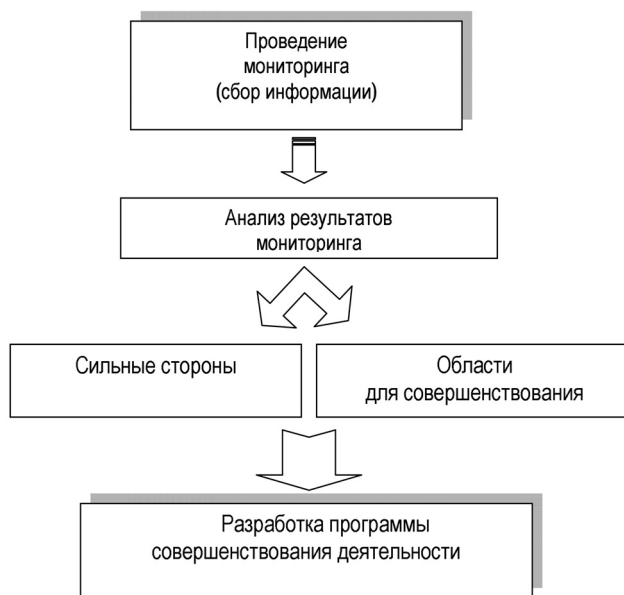 Проведение
мониторинга
(сбор информации)
Анализ результатов
мониторинга
Сильные стороны
Области
для совершенствования
Разработка программы
совершенствования деятельности